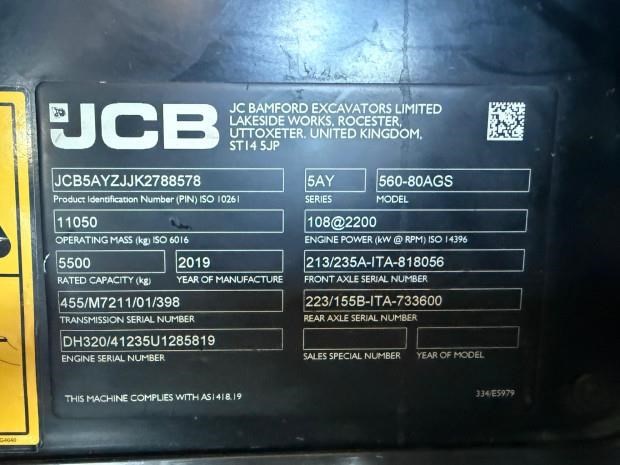 JCB
JC BAMFORD EXCAVATORS LIMITED
LAKESIDE WORKS, ROCESTER,
UTTOXETER. UNITED KINGDOM,
ST14 5JP
JCB5AYZJJK2788578
Product Identification Number (PIN) ISO 10261
5AY
SERIES
560-80AGS
MODEL
11050
OPERATING MASS (kg) ISO 6016
108@2200
ENGINE POWER (kW @ RPM) ISO 14396
5500
RATED CAPACITY (kg)
2019
YEAR OF MANUFACTURE
213/235A-ITA-818056
FRONT AXLE SERIAL NUMBER
455/M7211/01/398
TRANSMISSION SERIAL NUMBER
223/155B-ITA-733600
REAR AXLE SERIAL NUMBER
DH320/41235U1285819
ENGINE SERIAL NUMBER
SALES SPECIAL NUMBER
YEAR OF MODEL
THIS MACHINE COMPLIES WITH AS1418.19
334/E5979